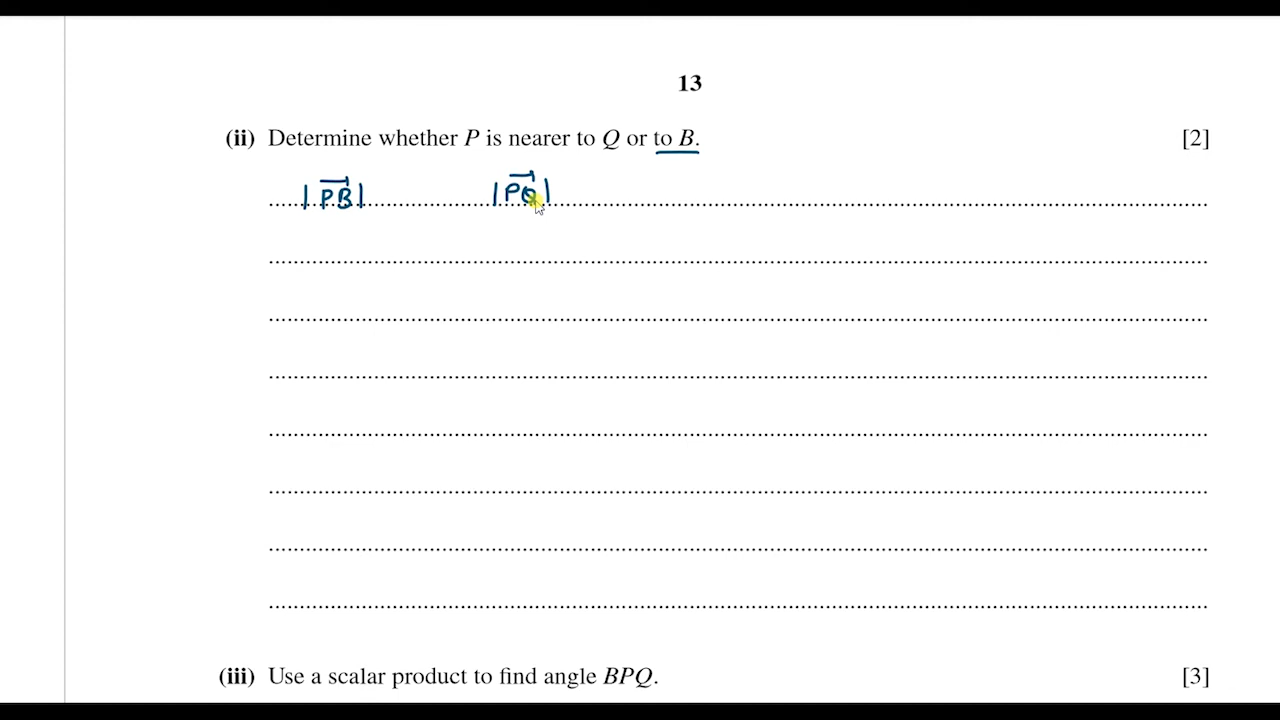 13
(ii) Determine whether P is nearer to Q or to B. [2]
|PB| |PQ|
(iii) Use a scalar product to find angle BPQ. [3]